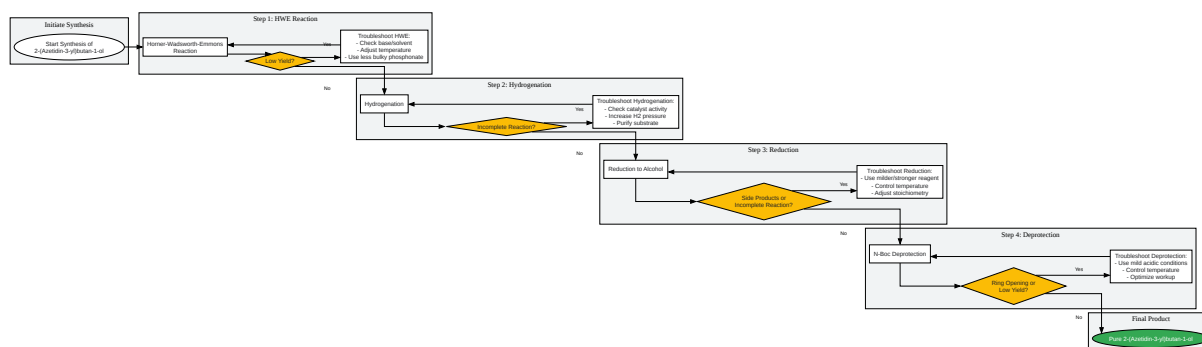 Initiate Synthesis
Start Synthesis of
2-(Azetidin-3-yl)butan-1-ol
Step 1: HWE Reaction
Horner-Wadsworth-Emmons
Reaction
Low Yield?
Yes
Troubleshoot HWE:
- Check base/solvent
- Adjust temperature
- Use less bulky phosphonate
No
Step 2: Hydrogenation
Hydrogenation
Incomplete Reaction?
Yes
Troubleshoot Hydrogenation:
- Check catalyst activity
- Increase H2 pressure
- Purify substrate
No
Step 3: Reduction
Reduction to Alcohol
Side Products or
Incomplete Reaction?
Yes
Troubleshoot Reduction:
- Use milder/stronger reagent
- Control temperature
- Adjust stoichiometry
No
Step 4: Deprotection
N-Boc Deprotection
Ring Opening or
Low Yield?
Yes
Troubleshoot Deprotection:
- Use mild acidic conditions
- Control temperature
- Optimize workup
No
Final Product
Pure 2-(Azetidin-3-yl)butan-1-ol